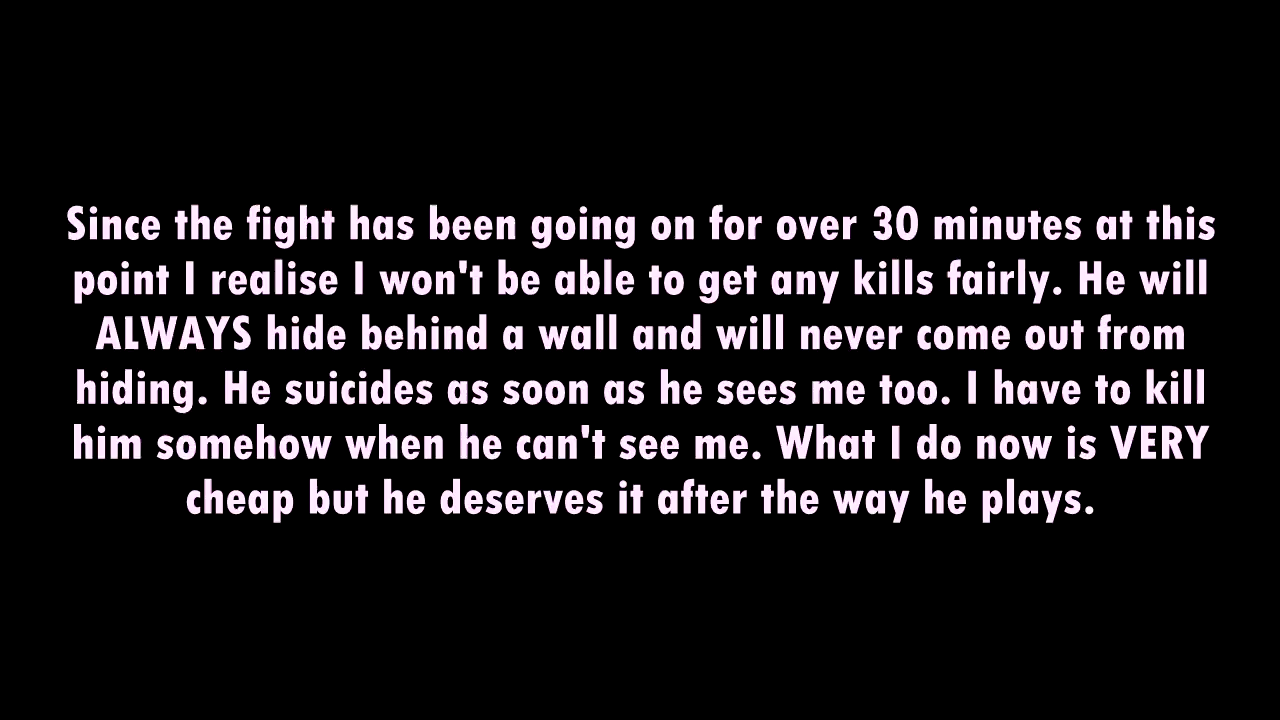 Since the fight has been going on for over 30 minutes at this
point I realise I won't be able to get any kills fairly. He will
ALWAYS hide behind a wall and will never come out from
hiding. He suicides as soon as he sees me too. I have to kill
him somehow when he can't see me. What I do now is VERY
cheap but he deserves it after the way he plays.